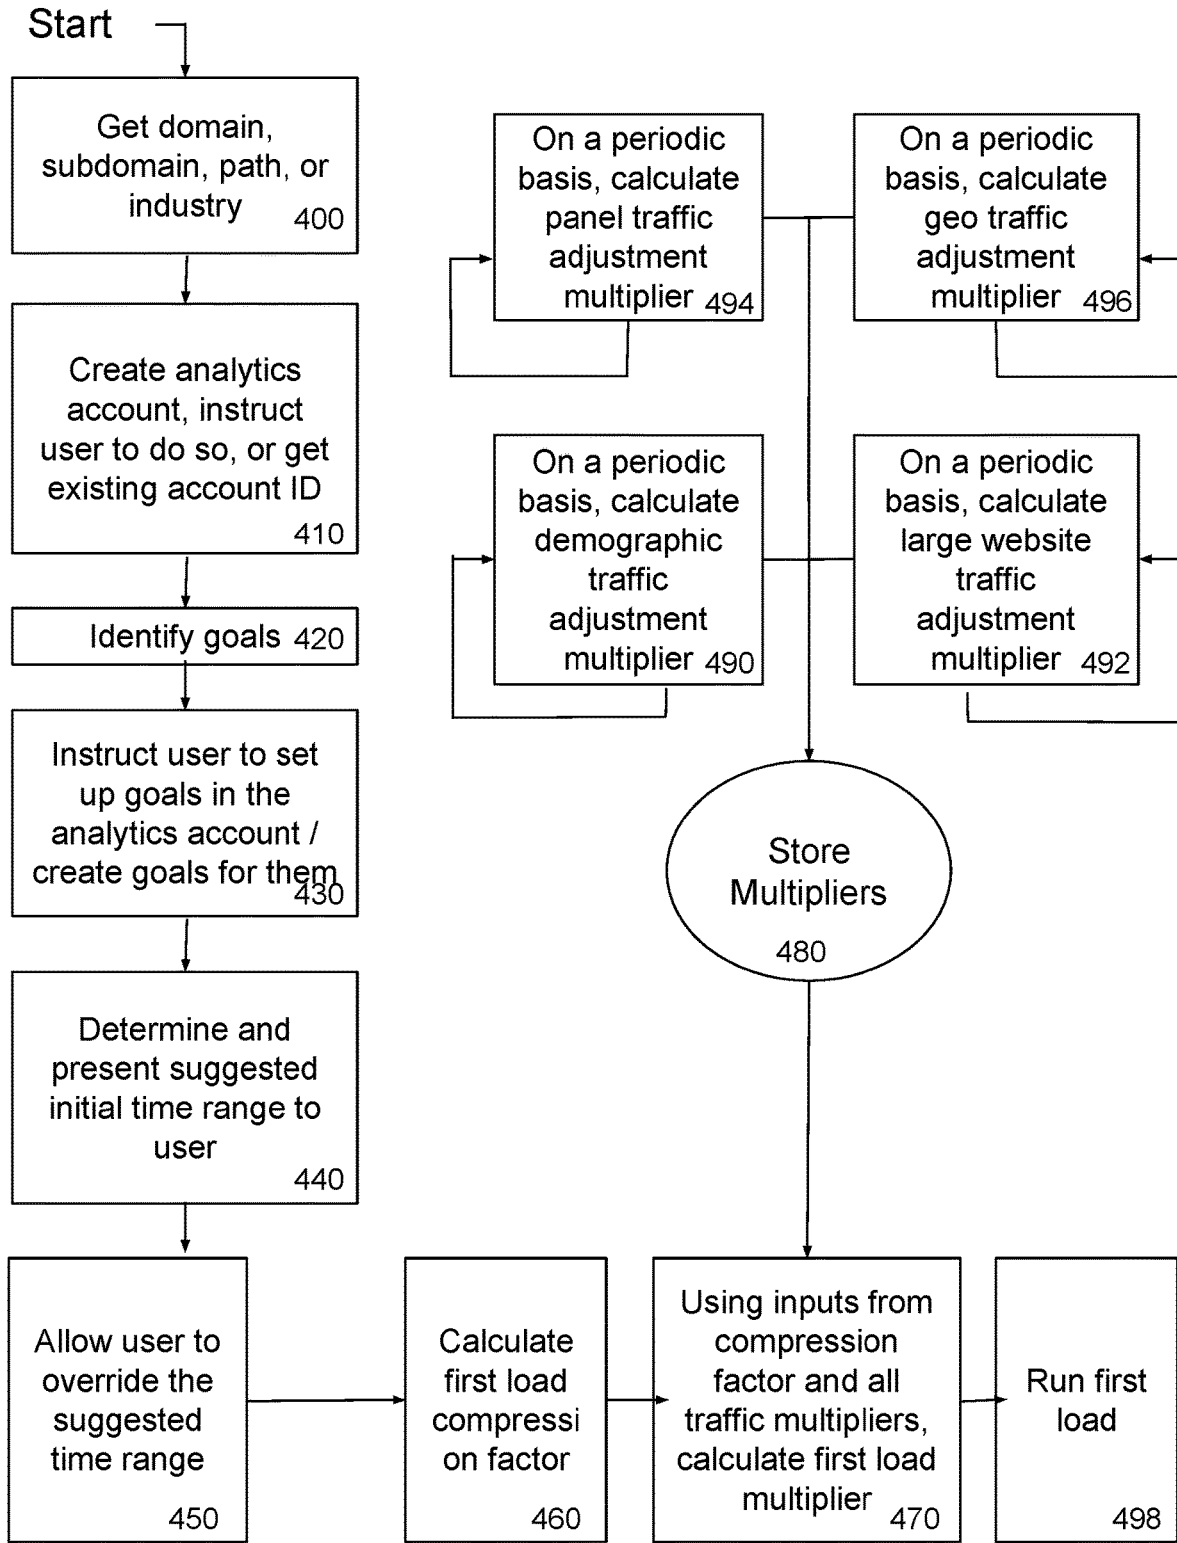 Start
Get domain,
subdomain, path, or
industry
400
Create analytics
account, instruct
user to do so, or get
existing account ID
410
Identify goals 420
Instruct user to set
up goals in the
analytics account /
create goals for them
430
Determine and
present suggested
initial time range to
user
440
Allow user to
override the
suggested
time range
450
Calculate
first load
compressi
on factor
460
Using inputs from
compression
factor and all
traffic multipliers,
calculate first load
multiplier
470
Run first
load
498
On a periodic
basis, calculate
panel traffic
adjustment
multiplier 494
On a periodic
basis, calculate
geo traffic
adjustment
multiplier 496
On a periodic
basis, calculate
demographic
traffic
adjustment
multiplier 490
On a periodic
basis, calculate
large website
traffic
adjustment
multiplier 492
Store
Multipliers
480